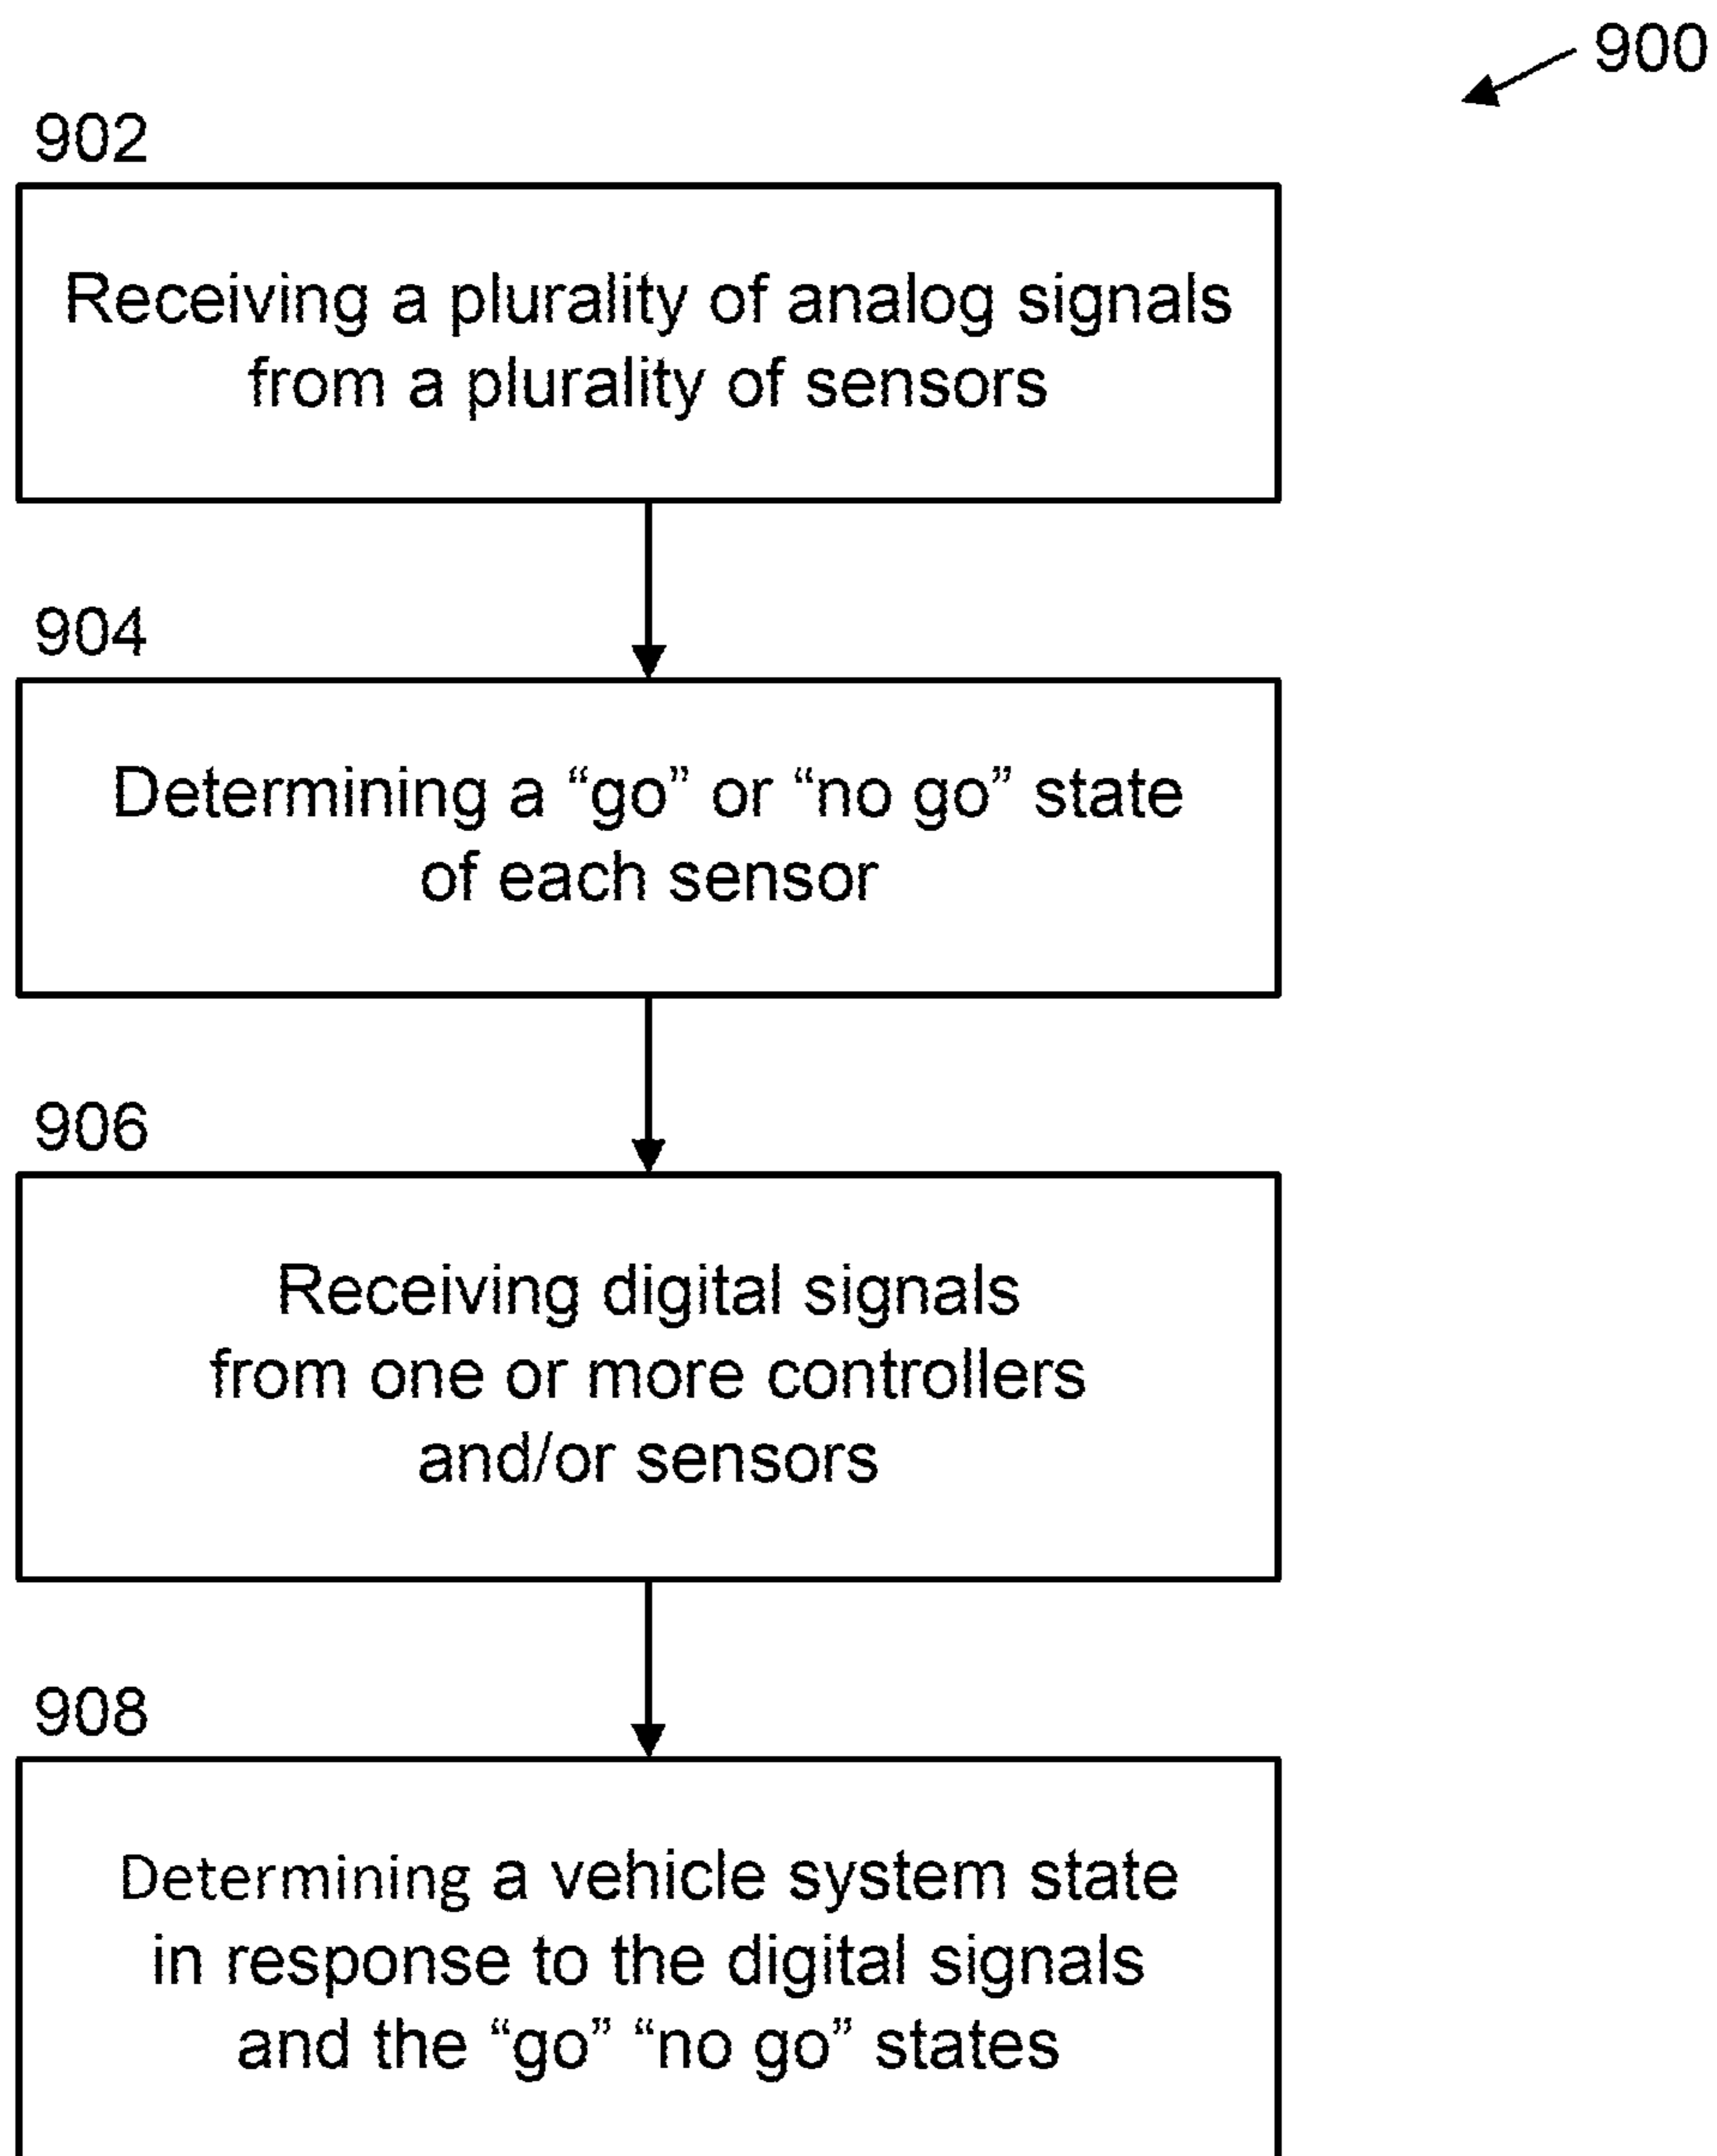 900
902
Receiving a plurality of analog signals
from a plurality of sensors
904
Determining a “go” or “no go” state
of each sensor
906
Receiving digital signals
from one or more controllers
and/or sensors
908
Determining a vehicle system state
in response to the digital signals
and the “go” “no go” states